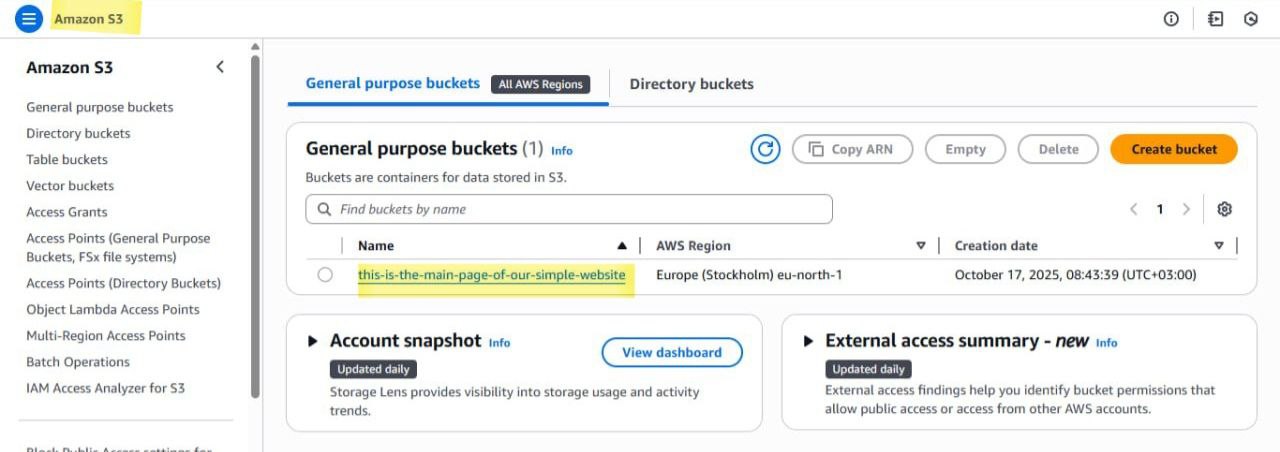 Amazon S3
Amazon S3
General purpose buckets
Directory buckets
Table buckets
Vector buckets
Access Grants
Access Points (General Purpose
Buckets, FSx file systems)
Access Points (Directory Buckets)
Object Lambda Access Points
Multi-Region Access Points
Batch Operations
IAM Access Analyzer for S3
Block Public Access settings for
General purpose buckets All AWS Regions Directory buckets
General purpose buckets (1) Info
Copy ARN Empty Delete Create bucket
Buckets are containers for data stored in S3.
Find buckets by name
1
Name AWS Region Creation date
this-is-the-main-page-of-our-simple-website Europe (Stockholm) eu-north-1 October 17, 2025, 08:43:39 (UTC+03:00)
Account snapshot Info
View dashboard
Updated daily
Storage Lens provides visibility into storage usage and activity
trends.
External access summary - new Info
Updated daily
External access findings help you identify bucket permissions that
allow public access or access from other AWS accounts.